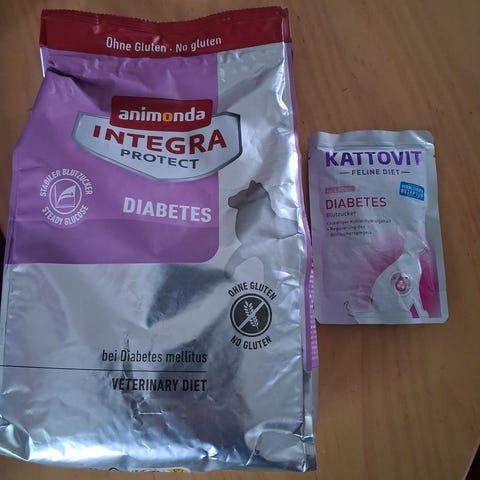 Ohne Gluten · No gluten
animonda
INTEGRA
PROTECT
STABILER BLUTZUCKER
STEADY GLUCOSE
DIABETES
OHNE GLUTEN
NO GLUTEN
bei Diabetes mellitus
VETERINARY DIET
KATTOVIT
FELINE DIET
DIABETES
Blutzucker